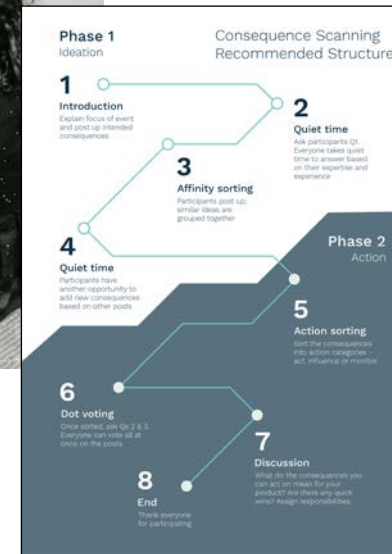 Phase 1
Ideation
Consequence Scanning
Recommended Structure
1
Introduction
Explain focus of event
and post up intended
consequences
2
Quiet time
Ask participants Q1.
Everyone takes quiet
time to answer based
on their expertise and
experience
3
Affinity sorting
Participants post up;
similar ideas are
grouped together
4
Quiet time
Participants have
another opportunity to
add new consequences
based on other posts
Phase 2
Action
5
Action sorting
Sort the consequences
into action categories -
act, influence or monitor
6
Dot voting
Once sorted, ask Qs 2 & 3.
Everyone can vote all at
once on the posts.
7
Discussion
What do the consequences you
can act on mean for your
product? Are there any quick
wins? Assign responsibilities.
8
End
Thank everyone
for participating